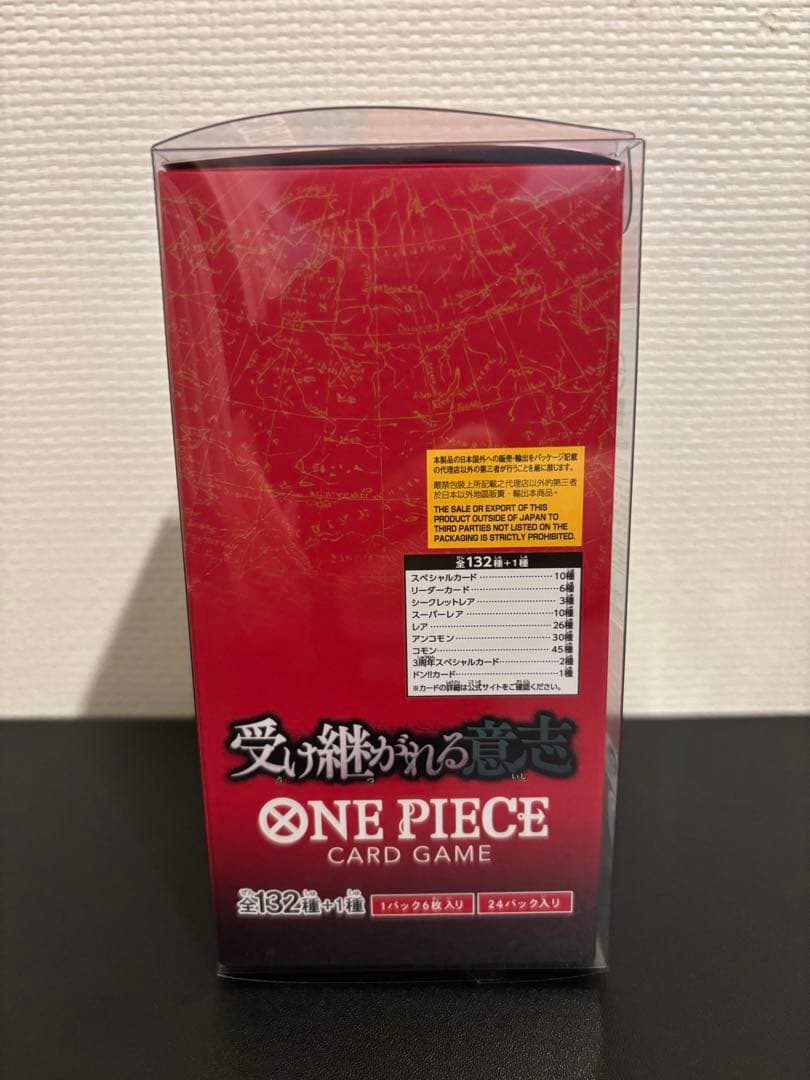 本製品の日本国外への販売・輸出をパッケージ記載
の代理店以外の第三者が行うことを厳に禁じます。
嚴禁包裝上所記載之代理店以外的第三者
於日本以外地區販賣、輸出本商品。
THE SALE OR EXPORT OF THIS
PRODUCT OUTSIDE OF JAPAN TO
THIRD PARTIES NOT LISTED ON THE
PACKAGING IS STRICTLY PROHIBITED.
全132種+1種
スペシャルカード…………10種
リーダーカード…………6種
シークレットレア…………3種
スーパーレア…………10種
レア…………26種
アンコモン…………30種
コモン…………45種
3周年スペシャルカード…………2種
ドン!!カード…………1種
※カードの詳細は公式サイトをご確認ください。
受け継がれる意志
ONE PIECE
CARD GAME
全132種+1種 1パック6枚入り 24パック入り